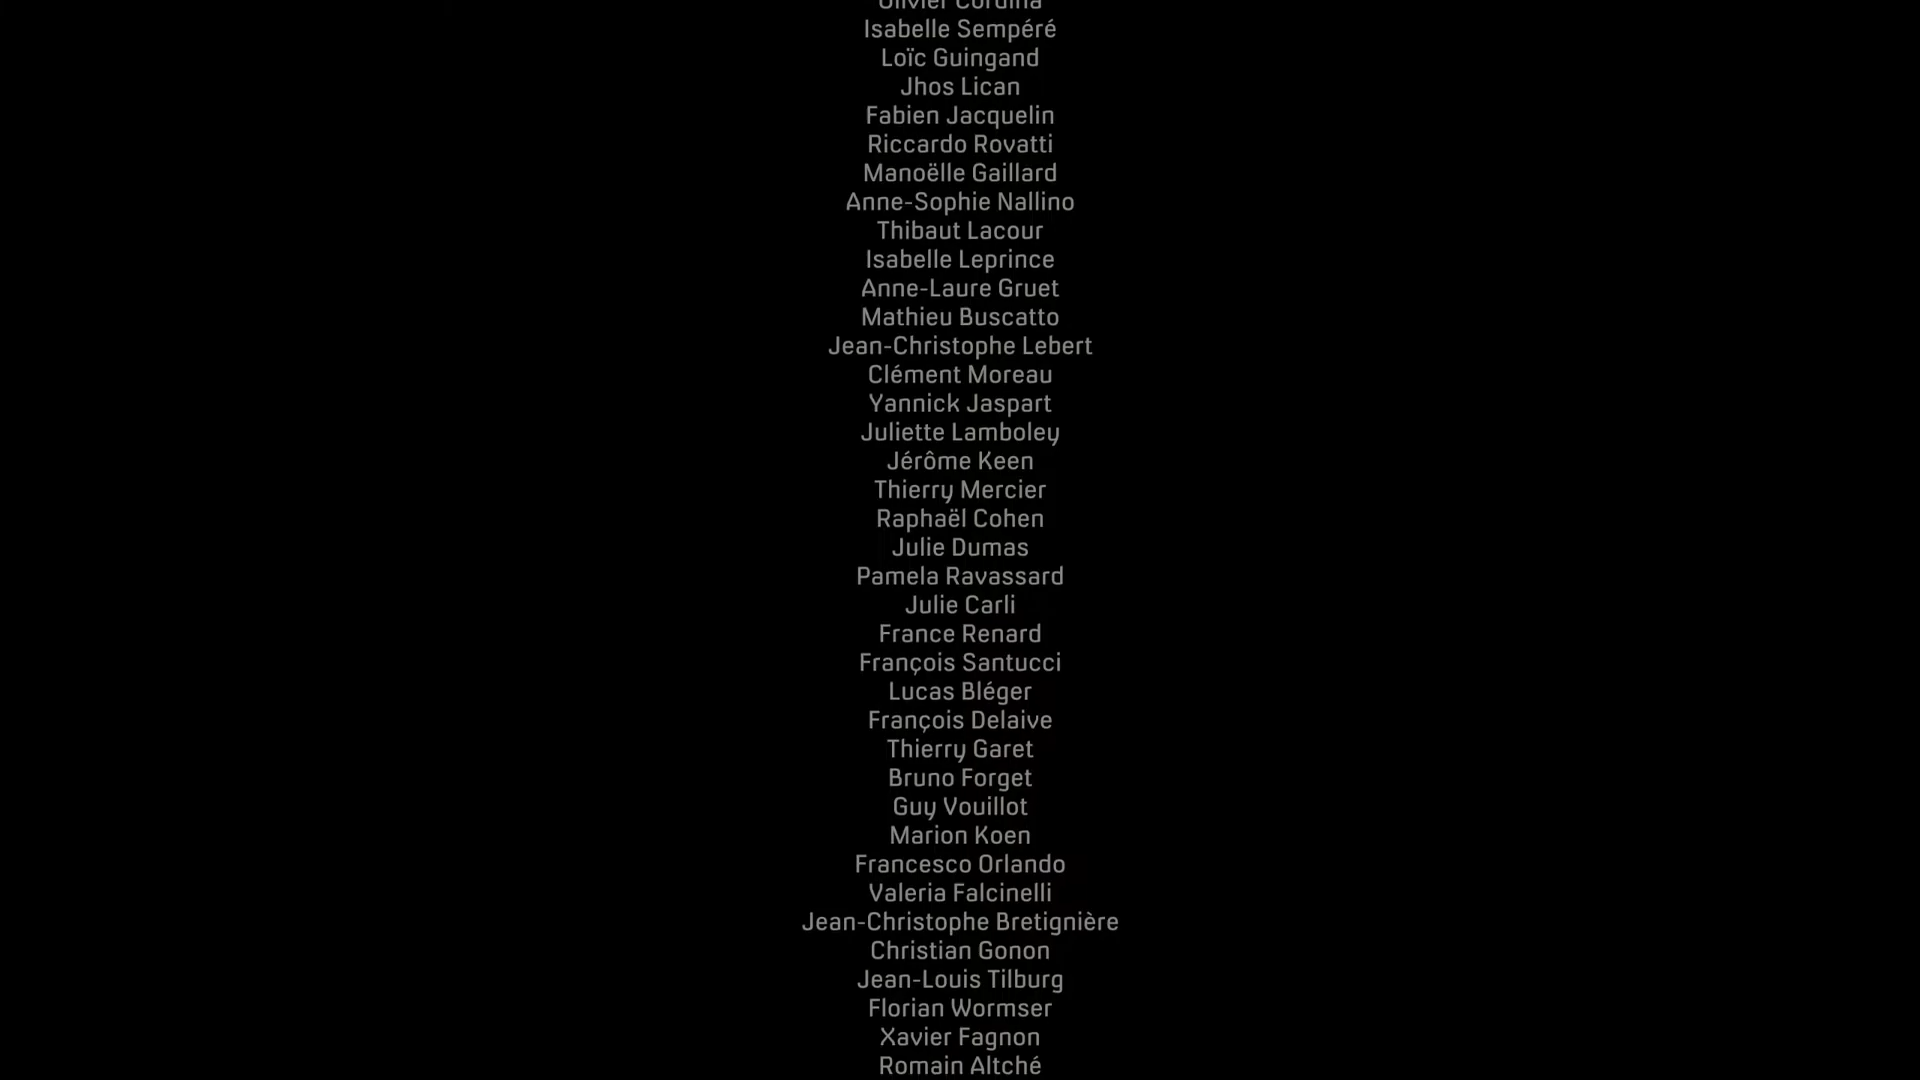 Olivier Cordina
Isabelle Sempéré
Loïc Guingand
Jhos Lican
Fabien Jacquelin
Riccardo Rovatti
Manoëlle Gaillard
Anne-Sophie Nallino
Thibaut Lacour
Isabelle Leprince
Anne-Laure Gruet
Mathieu Buscatto
Jean-Christophe Lebert
Clément Moreau
Yannick Jaspart
Juliette Lamboley
Jérôme Keen
Thierry Mercier
Raphaël Cohen
Julie Dumas
Pamela Ravassard
Julie Carli
France Renard
François Santucci
Lucas Bléger
François Delaive
Thierry Garet
Bruno Forget
Guy Vouillot
Marion Koen
Francesco Orlando
Valeria Falcinelli
Jean-Christophe Bretignière
Christian Gonon
Jean-Louis Tilburg
Florian Wormser
Xavier Fagnon
Romain Altché